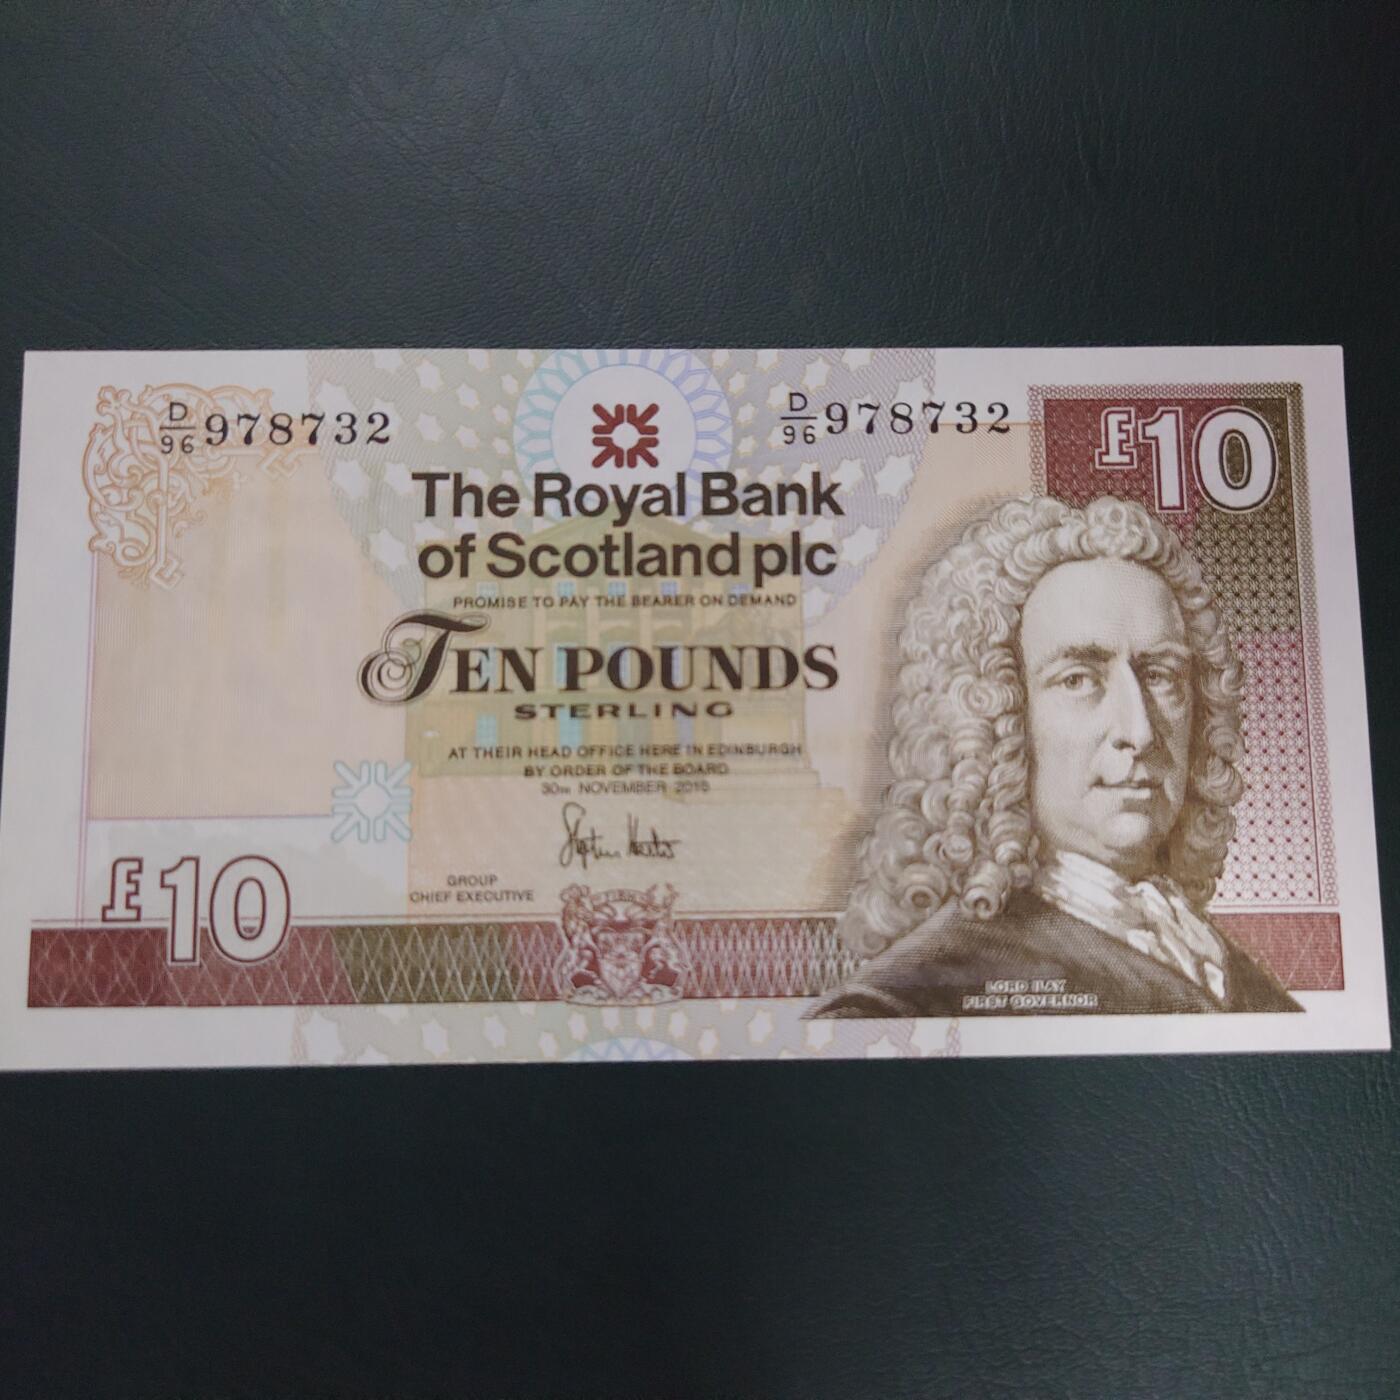 D/96 978732
D/96 978732
£10
The Royal Bank
of Scotland plc
PROMISE TO PAY THE BEARER ON DEMAND
TEN POUNDS
STERLING
AT THEIR HEAD OFFICE HERE IN EDINBURGH
BY ORDER OF THE BOARD
30TH NOVEMBER 2015
GROUP
CHIEF EXECUTIVE
£10
LORD ILAY
FIRST GOVERNOR